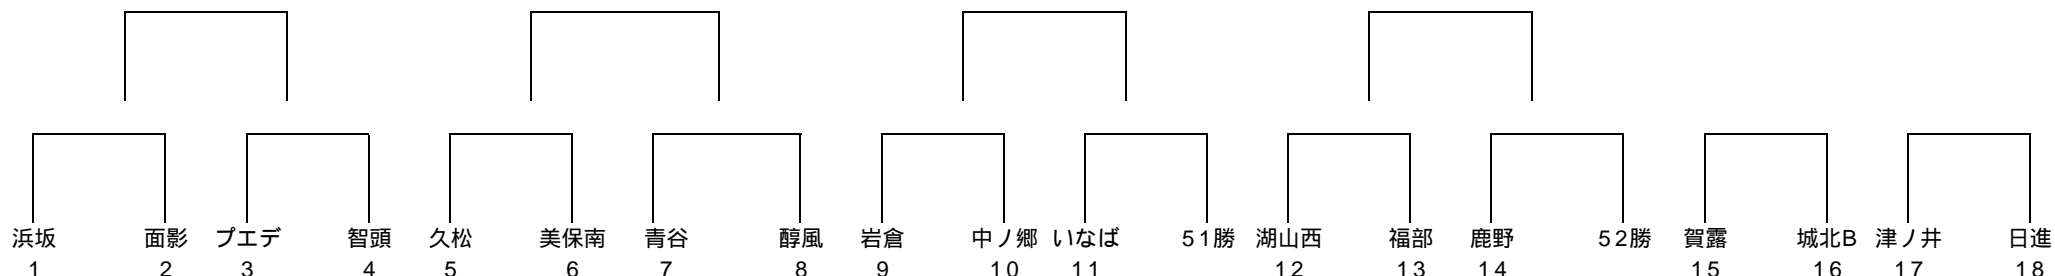 浜坂 面影 プエデ 智頭 久松 美保南 青谷 醇風 岩倉 中ノ郷 いなば 51勝 湖山西 福部 鹿野 52勝 賀露 城北B 津ノ井 日進
1 2 3 4 5 6 7 8 9 10 11 12 13 14 15 16 17 18